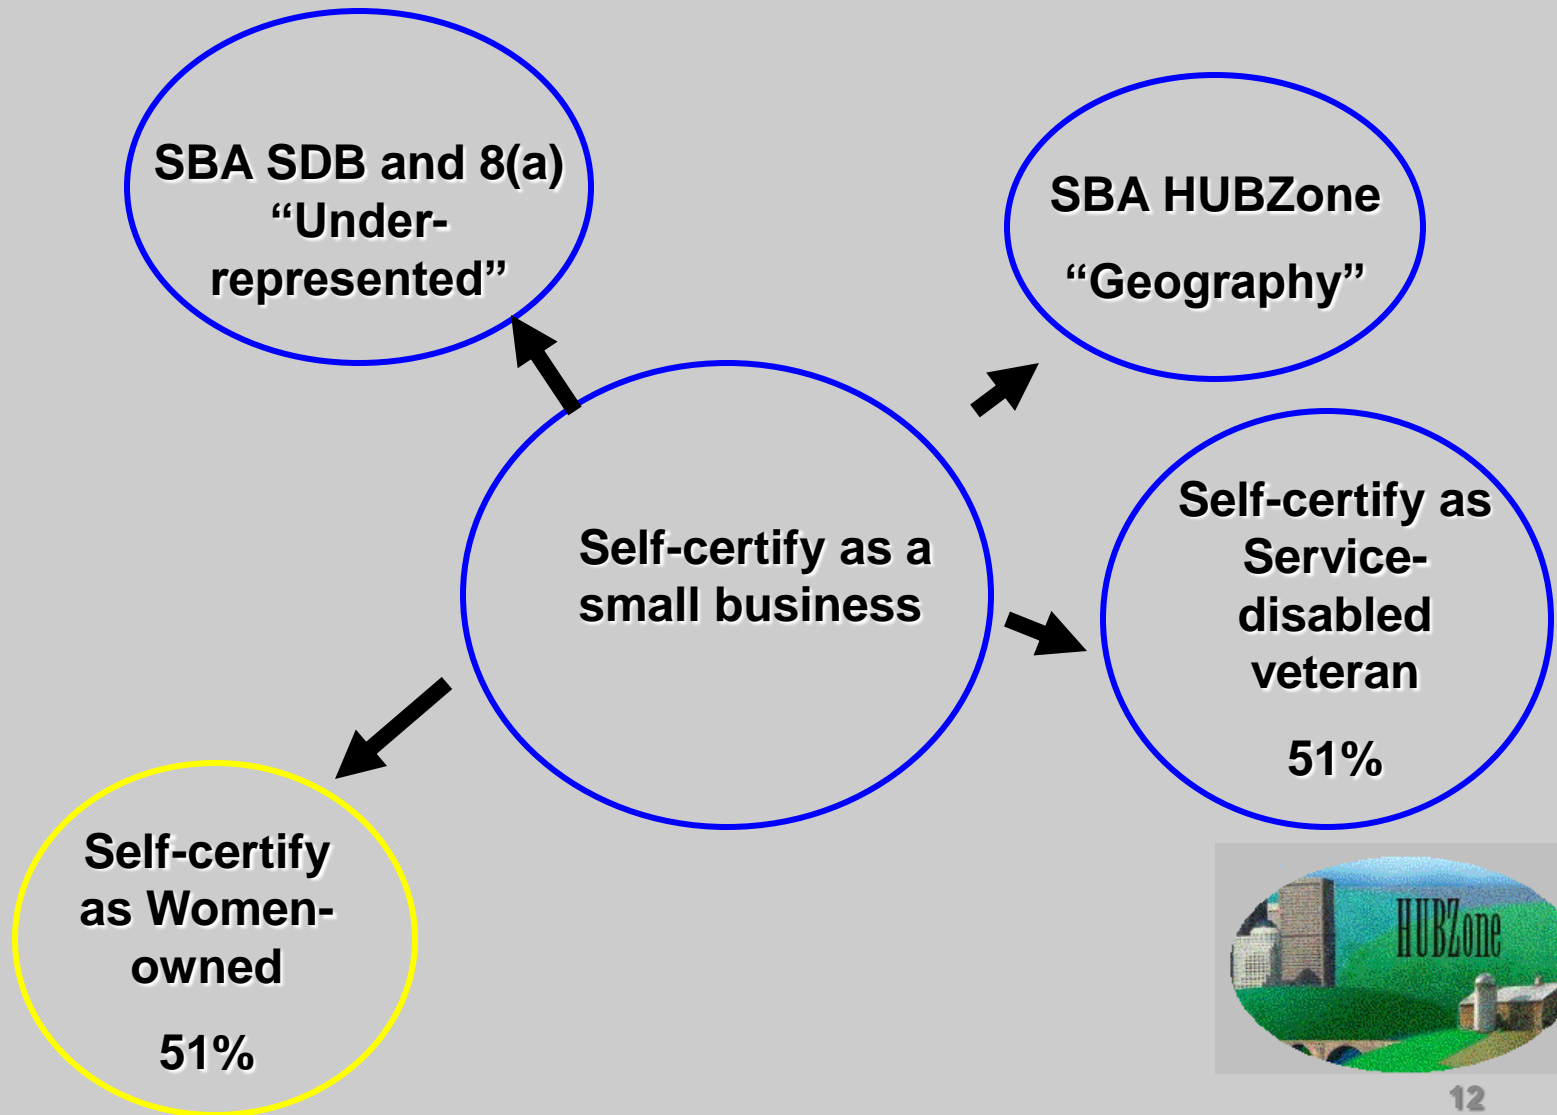 SBA SDB and 8(a)
“Under-
represented”
SBA HUBZone
“Geography”
Self-certify as a
small business
Self-certify as
Service-
disabled
veteran
51%
Self-certify
as Women-
owned
51%
HUBZone
12